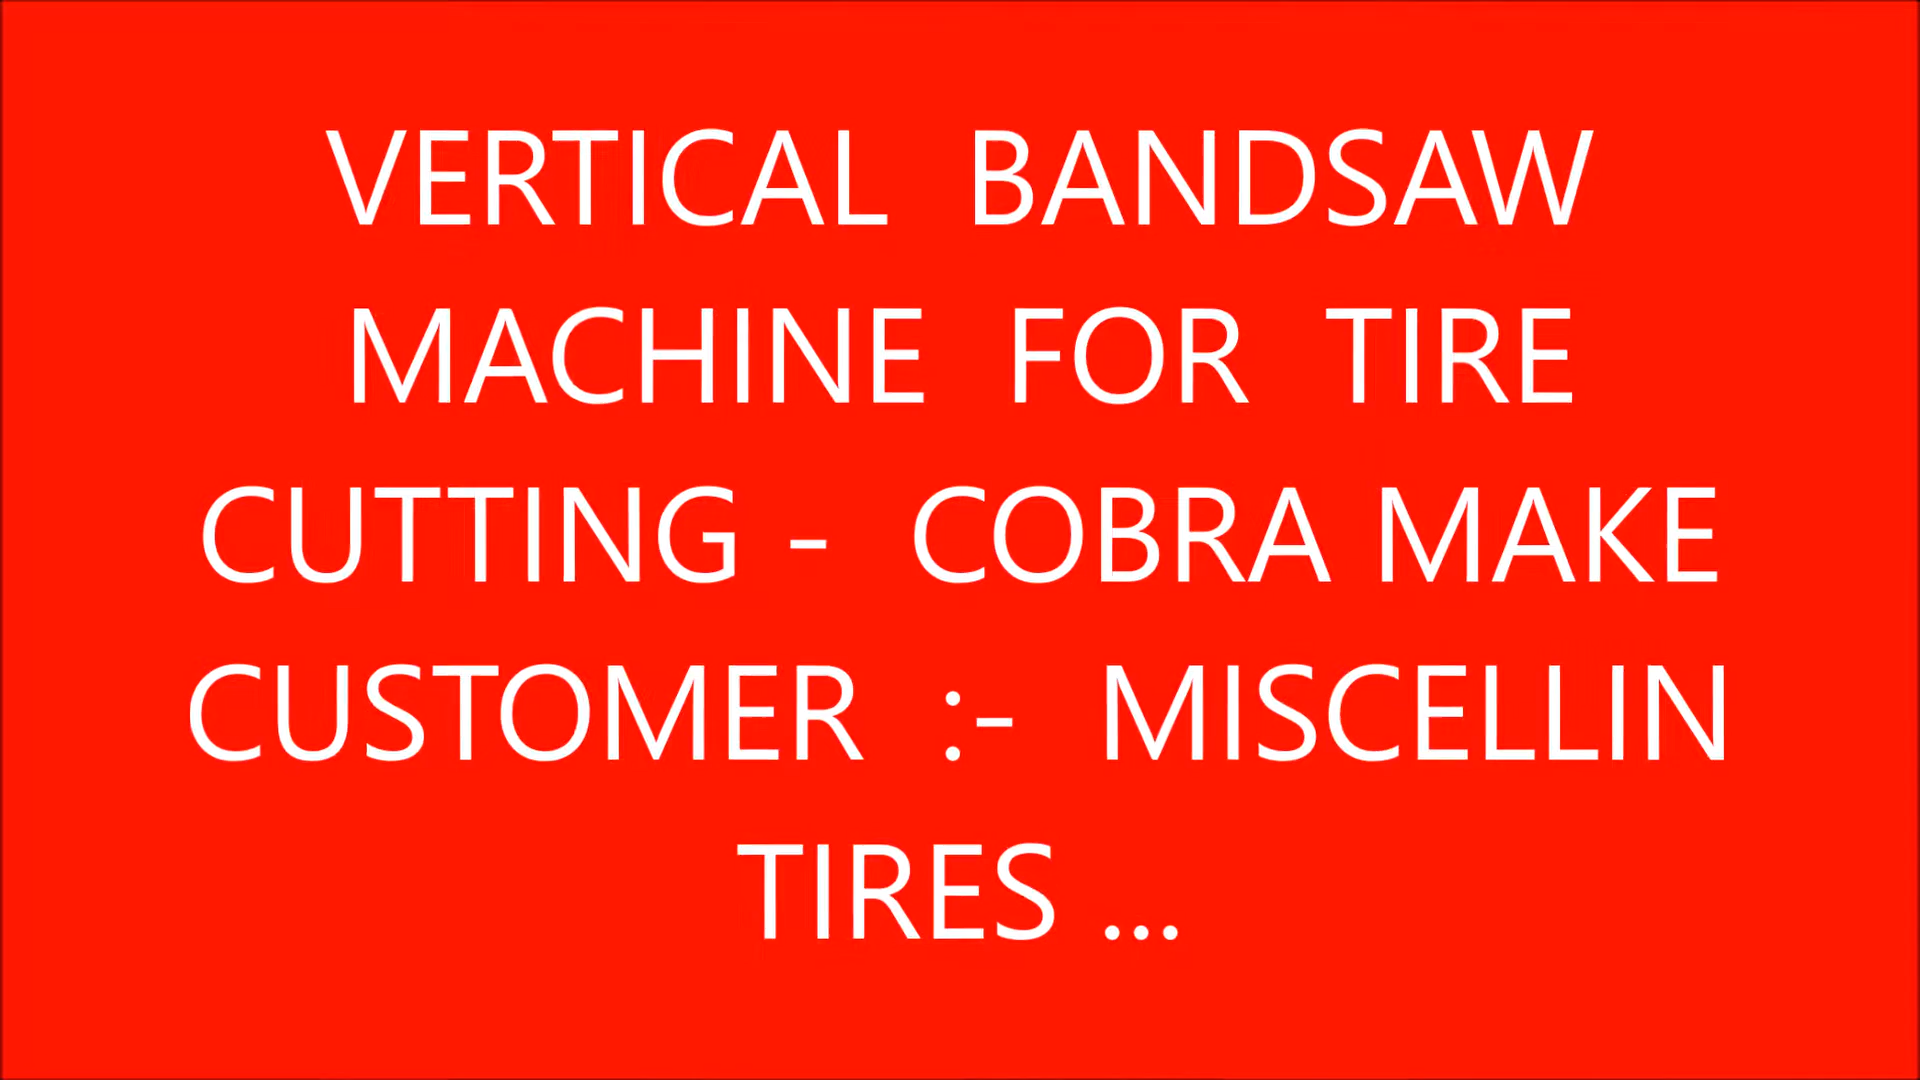 VERTICAL BANDSAW
MACHINE FOR TIRE
CUTTING - COBRA MAKE
CUSTOMER :- MISCELLIN
TIRES ...